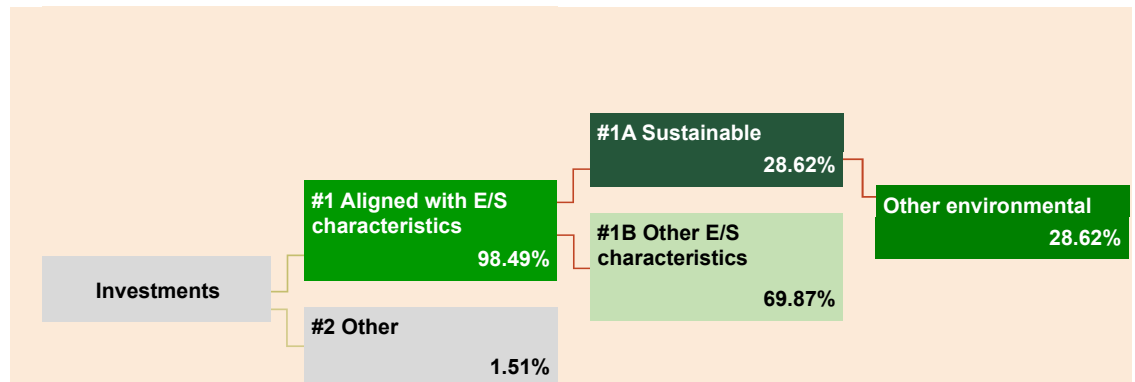 Investments
#1 Aligned with E/S
characteristics
98.49%
#2 Other
1.51%
#1A Sustainable
28.62%
#1B Other E/S
characteristics
69.87%
Other environmental
28.62%